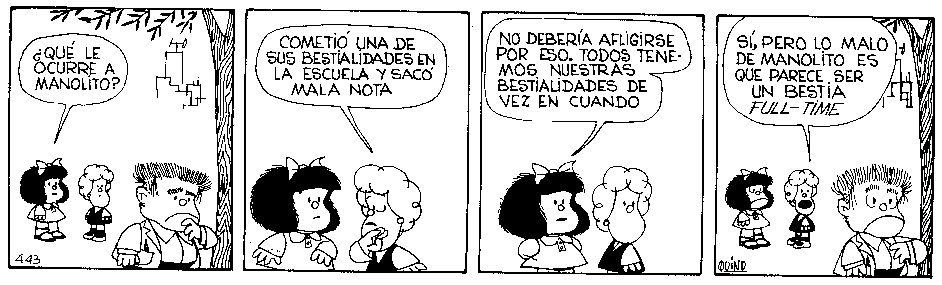 ¿QUÉ LE
OCURRE A
MANOLITO?
443
COMETIÓ UNA DE
SUS BESTIALIDADES EN
LA ESCUELA Y SACÓ
MALA NOTA
NO DEBERÍA AFLIGIRSE
POR ESO. TODOS TENE-
MOS NUESTRAS
BESTIALIDADES DE
VEZ EN CUANDO
SÍ, PERO LO MALO
DE MANOLITO ES
QUE PARECE SER
UN BESTIA
FULL-TIME
QUINO